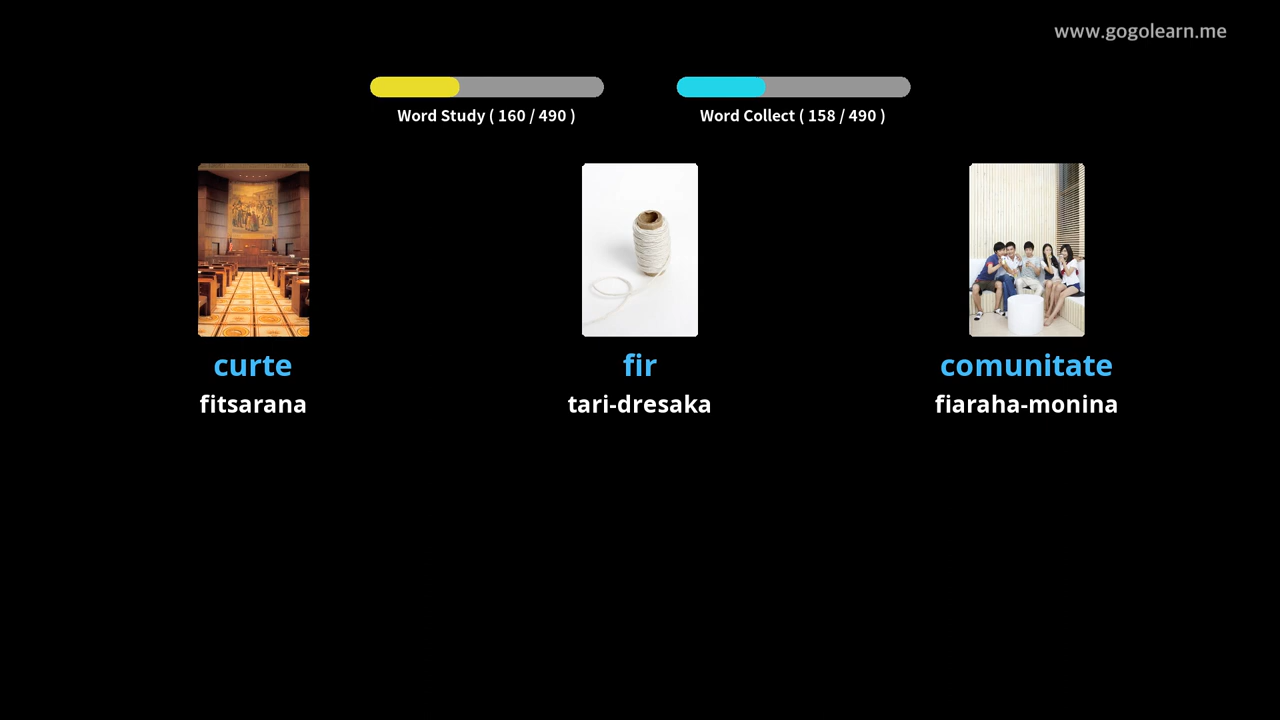 www.gogolearn.me
Word Study ( 160 / 490 )
Word Collect ( 158 / 490 )
curte
fitsarana
fir
tari-dresaka
comunitate
fiaraha-monina